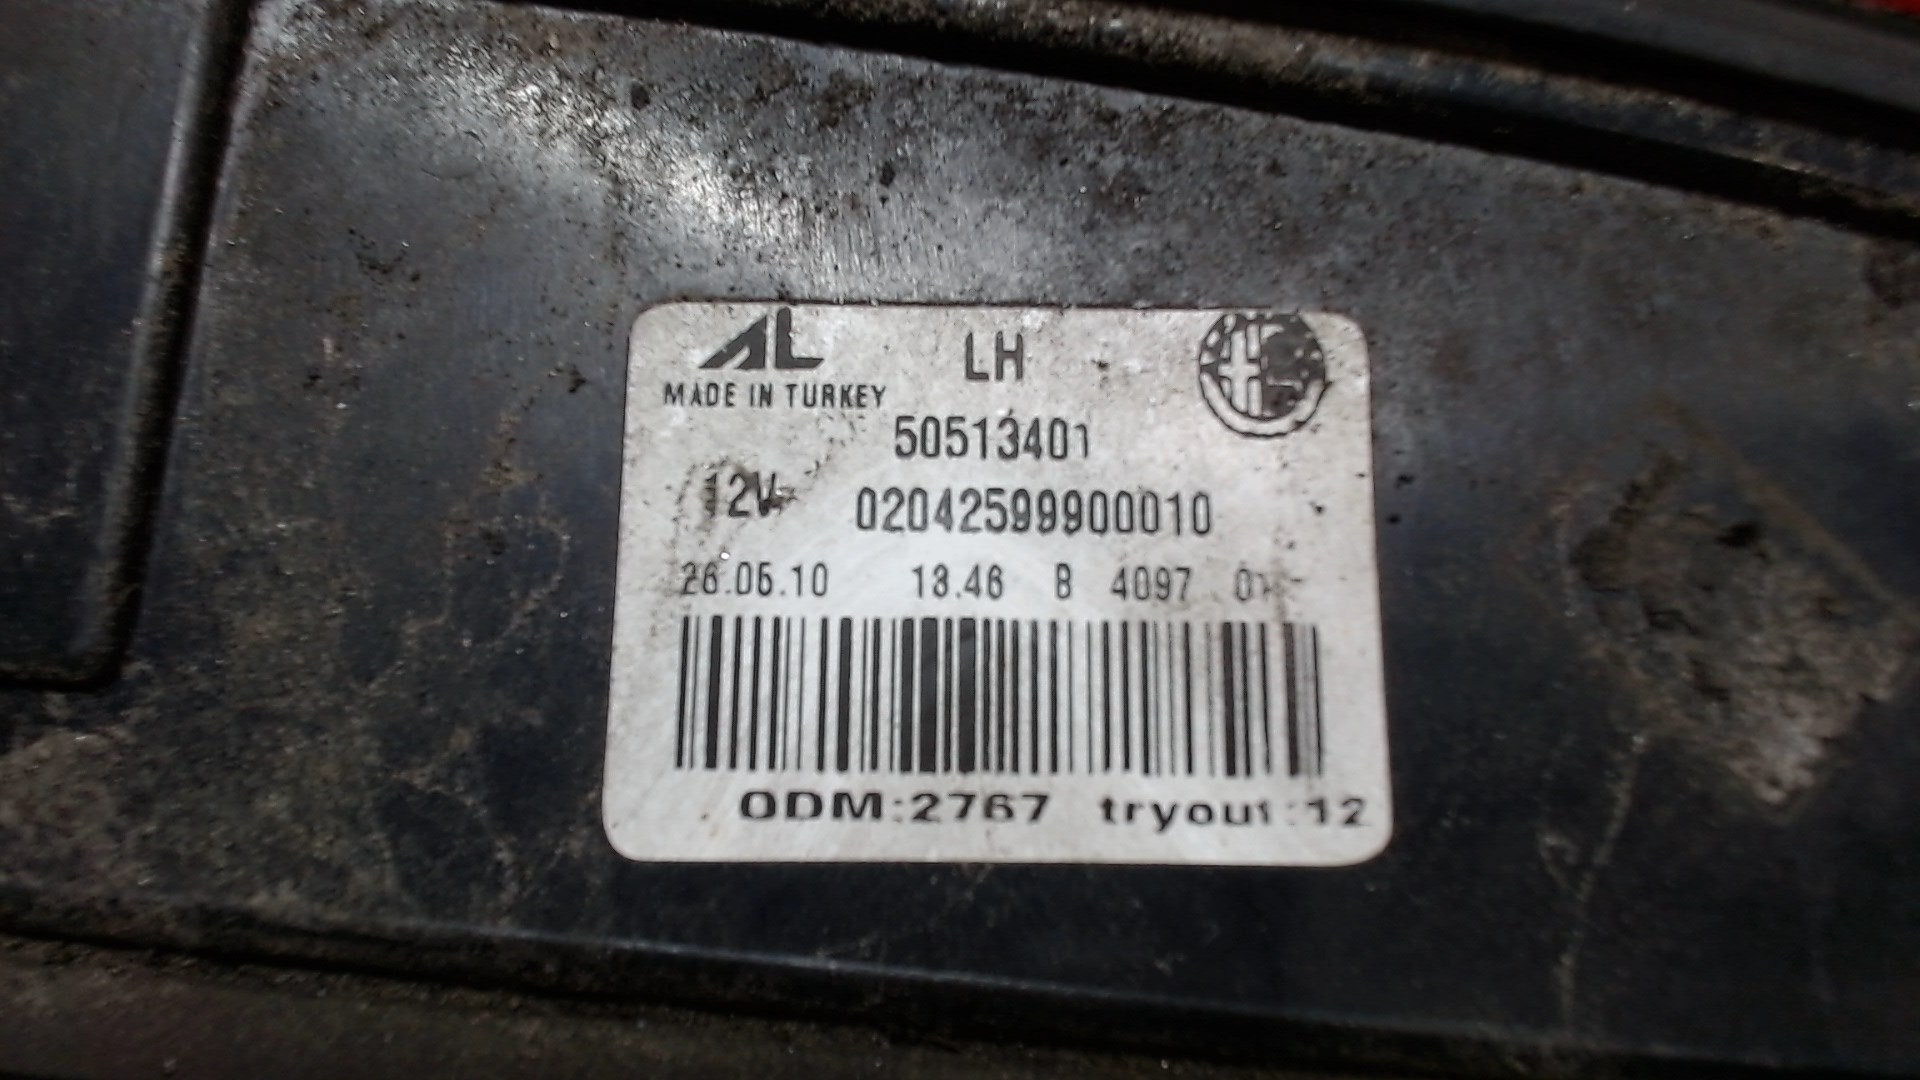 AL LH
MADE IN TURKEY
50513401
12V 02042599900010
26.05.10 13.46 B 4097
ODM:2767 tryout:12